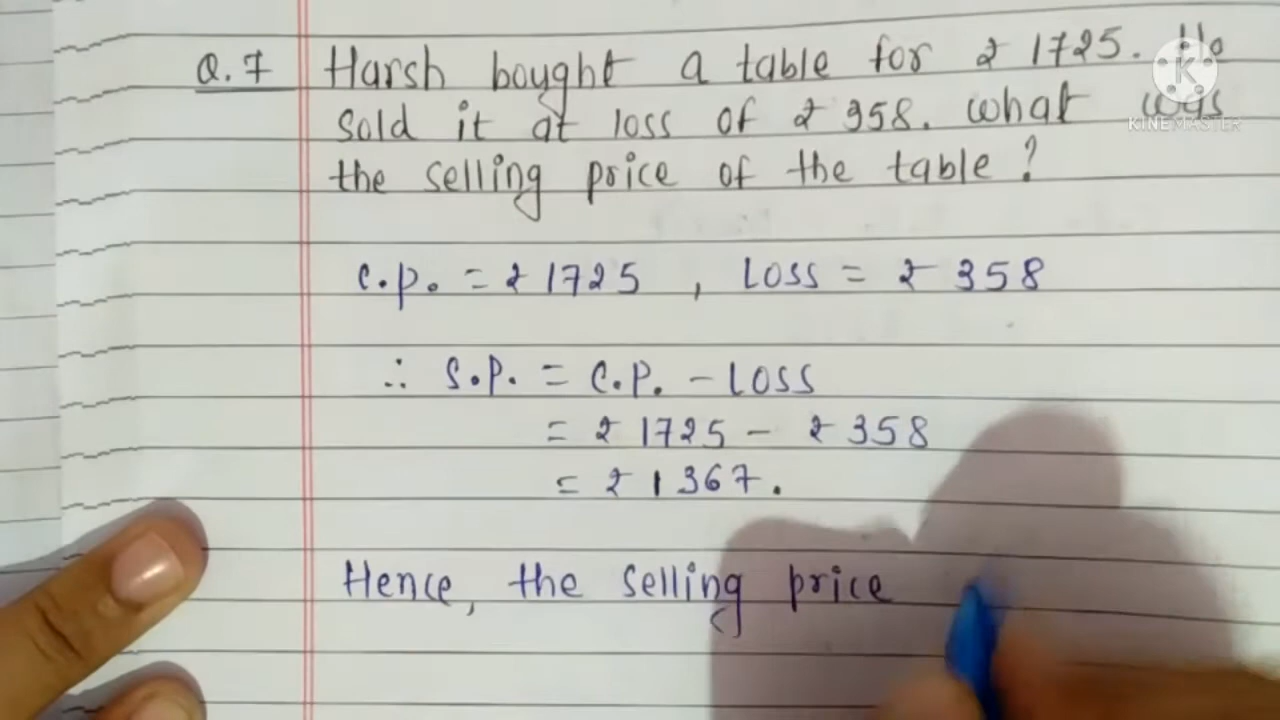 Q.7 Harsh bought a table for ₹ 1725. He
sold it at loss of ₹ 358. what was
the selling price of the table ?
C.P. = ₹ 1725 , Loss = ₹ 358
∴ S.P. = C.P. - Loss
= ₹ 1725 - ₹ 358
= ₹ 1367.
Hence, the selling price
K
KINEMASTER